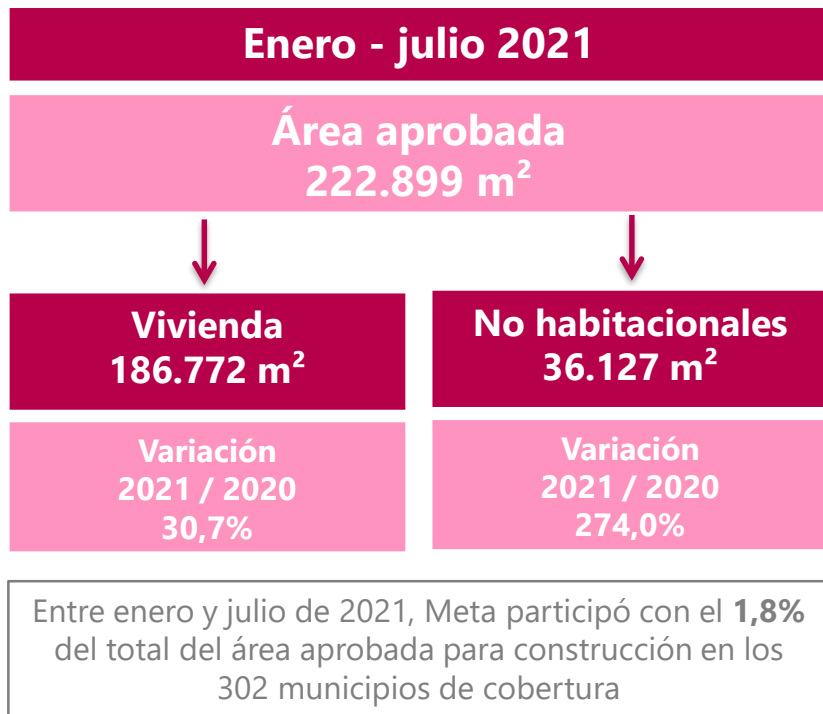 Enero - julio 2021
Área aprobada
222.899 m²
Vivienda
186.772 m²
No habitacionales
36.127 m²
Variación
2021 / 2020
30,7%
Variación
2021 / 2020
274,0%
Entre enero y julio de 2021, Meta participó con el 1,8%
del total del área aprobada para construcción en los
302 municipios de cobertura